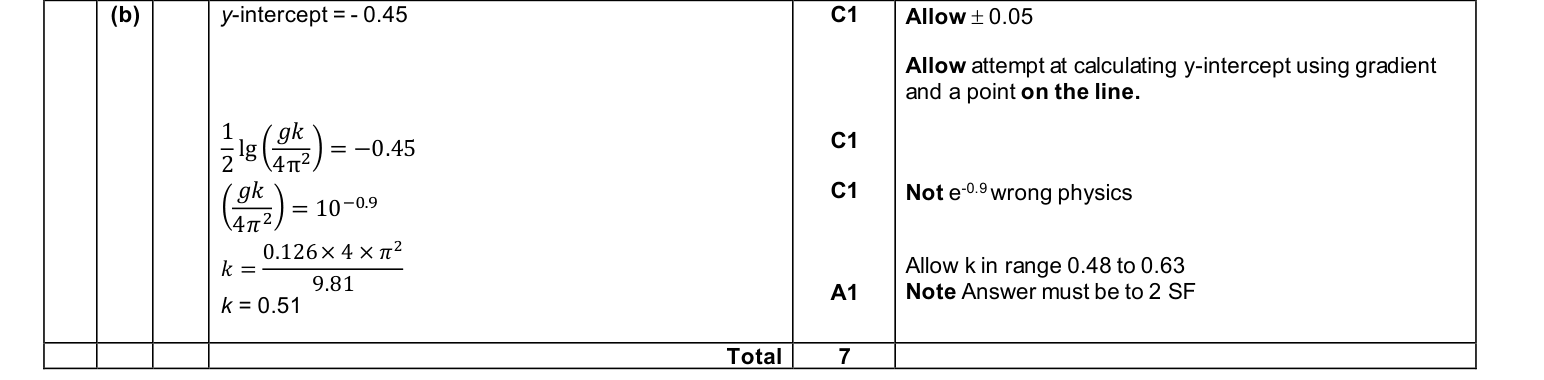 (b) y-intercept = - 0.45 C1 Allow ± 0.05
Allow attempt at calculating y-intercept using gradient
and a point on the line.
½ lg(gk/4π²) = −0.45 C1
(gk/4π²) = 10⁻⁰·⁹ C1 Not e⁻⁰·⁹ wrong physics
k = (0.126 × 4 × π²)/9.81 Allow k in range 0.48 to 0.63
k = 0.51 A1 Note Answer must be to 2 SF
Total 7